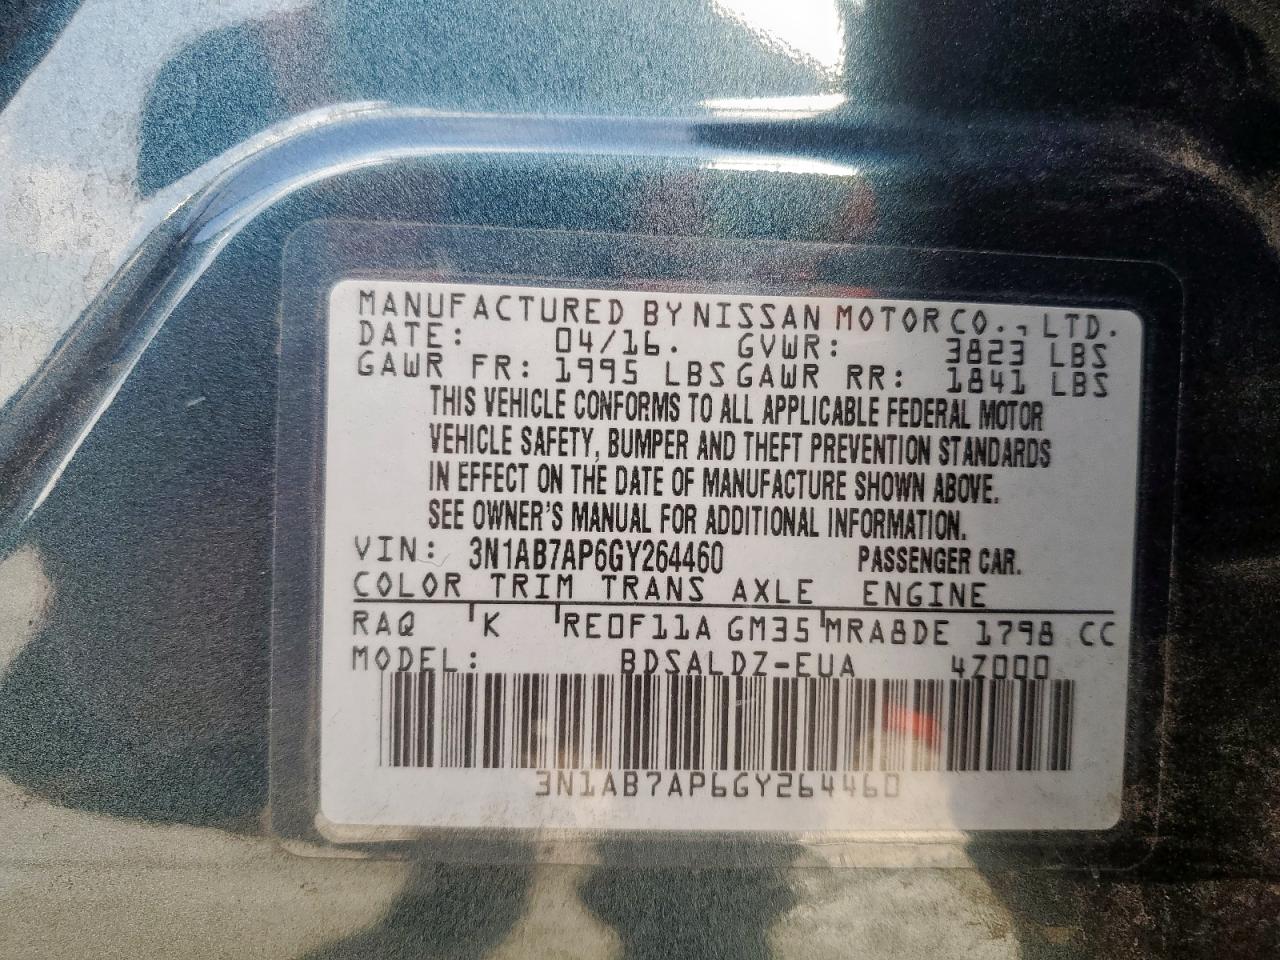 MANUFACTURED BY NISSAN MOTOR CO., LTD.
DATE: 04/16. GVWR: 3823 LBS
GAWR FR: 1995 LBS GAWR RR: 1841 LBS
THIS VEHICLE CONFORMS TO ALL APPLICABLE FEDERAL MOTOR
VEHICLE SAFETY, BUMPER AND THEFT PREVENTION STANDARDS
IN EFFECT ON THE DATE OF MANUFACTURE SHOWN ABOVE.
SEE OWNER'S MANUAL FOR ADDITIONAL INFORMATION.
VIN: 3N1AB7AP6GY264460 PASSENGER CAR.
COLOR TRIM TRANS AXLE ENGINE
RAQ K RE0F11A GM35 MRA8DE 1798 CC
MODEL: BDSALDZ-EUA 4Z000
3N1AB7AP6GY264460